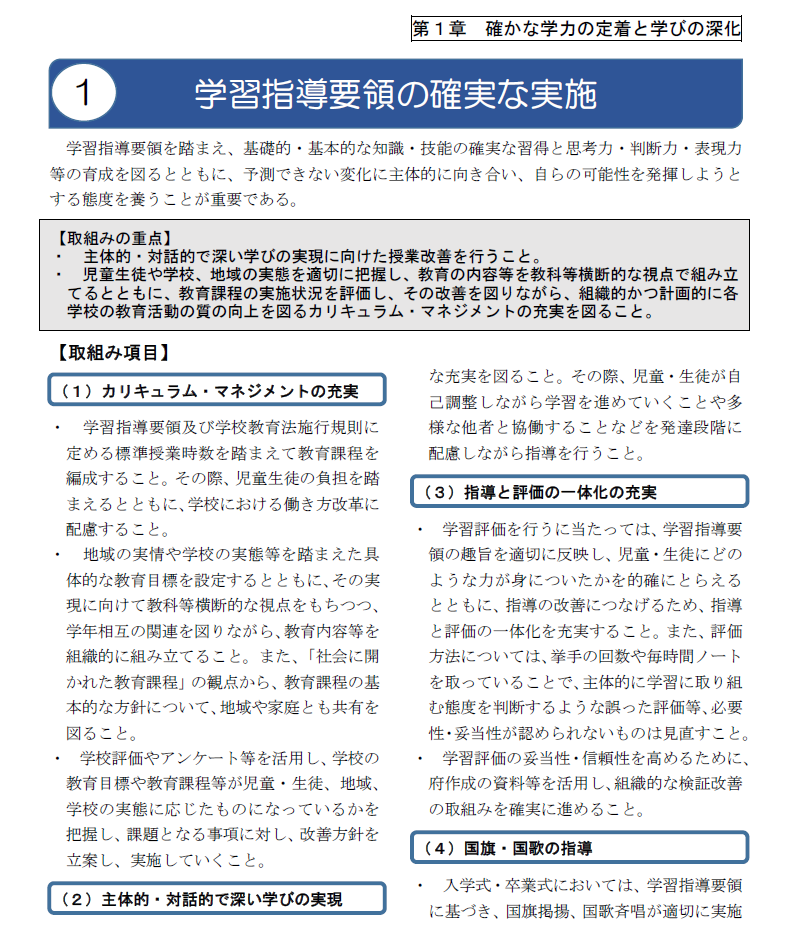 第１章　確かな学力の定着と学びの深化
1
学習指導要領の確実な実施
学習指導要領を踏まえ、基礎的・基本的な知識・技能の確実な習得と思考力・判断力・表現力
等の育成を図るとともに、予測できない変化に主体的に向き合い、自らの可能性を発揮しようと
する態度を養うことが重要である。
【取組みの重点】
・　主体的・対話的で深い学びの実現に向けた授業改善を行うこと。
・　児童生徒や学校、地域の実態を適切に把握し、教育の内容等を教科等横断的な視点で組み立
てるとともに、教育課程の実施状況を評価し、その改善を図りながら、組織的かつ計画的に各
学校の教育活動の質の向上を図るカリキュラム・マネジメントの充実を図ること。
【取組み項目】
（１）カリキュラム・マネジメントの充実
・　学習指導要領及び学校教育法施行規則に
定める標準授業時数を踏まえて教育課程を
編成すること。その際、児童生徒の負担を踏
まえるとともに、学校における働き方改革に
配慮すること。
・　地域の実情や学校の実態等を踏まえた具
体的な教育目標を設定するとともに、その実
現に向けて教科等横断的な視点をもちつつ、
学年相互の関連を図りながら、教育内容等を
組織的に組み立てること。また、「社会に開
かれた教育課程」の観点から、教育課程の基
本的な方針について、地域や家庭とも共有を
図ること。
・　学校評価やアンケート等を活用し、学校の
教育目標や教育課程等が児童・生徒、地域、
学校の実態に応じたものになっているかを
把握し、課題となる事項に対し、改善方針を
立案し、実施していくこと。
（２）主体的・対話的で深い学びの実現
な充実を図ること。その際、児童・生徒が自
己調整しながら学習を進めていくことや多
様な他者と協働することなどを発達段階に
配慮しながら指導を行うこと。
（３）指導と評価の一体化の充実
・　学習評価を行うに当たっては、学習指導要
領の趣旨を適切に反映し、児童・生徒にどの
ような力が身についたかを的確にとらえる
とともに、指導の改善につなげるため、指導
と評価の一体化を充実すること。また、評価
方法については、挙手の回数や毎時間ノート
を取っていることで、主体的に学習に取り組
む態度を判断するような誤った評価等、必要
性・妥当性が認められないものは見直すこと。
・　学習評価の妥当性・信頼性を高めるために、
府作成の資料等を活用し、組織的な検証改善
の取組みを確実に進めること。
（４）国旗・国歌の指導
・　入学式・卒業式においては、学習指導要領
に基づき、国旗掲揚、国歌斉唱が適切に実施